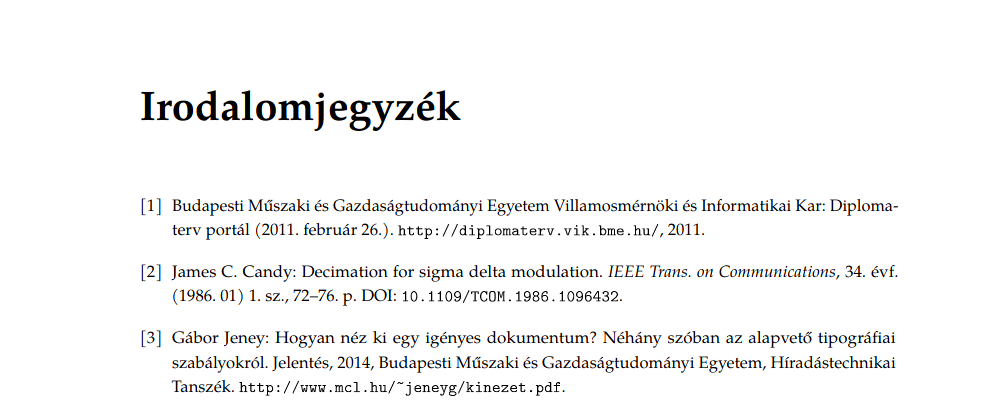 Irodalomjegyzék
[1] Budapesti Műszaki és Gazdaságtudományi Egyetem Villamosmérnöki és Informatikai Kar: Diploma-
terv portál (2011. február 26.). http://diplomaterv.vik.bme.hu/, 2011.
[2] James C. Candy: Decimation for sigma delta modulation. IEEE Trans. on Communications, 34. évf.
(1986. 01) 1. sz., 72–76. p. DOI: 10.1109/TCOM.1986.1096432.
[3] Gábor Jeney: Hogyan néz ki egy igényes dokumentum? Néhány szóban az alapvető tipográfiai
szabályokról. Jelentés, 2014, Budapesti Műszaki és Gazdaságtudományi Egyetem, Híradástechnikai
Tanszék. http://www.mcl.hu/~jeneyg/kinezet.pdf.